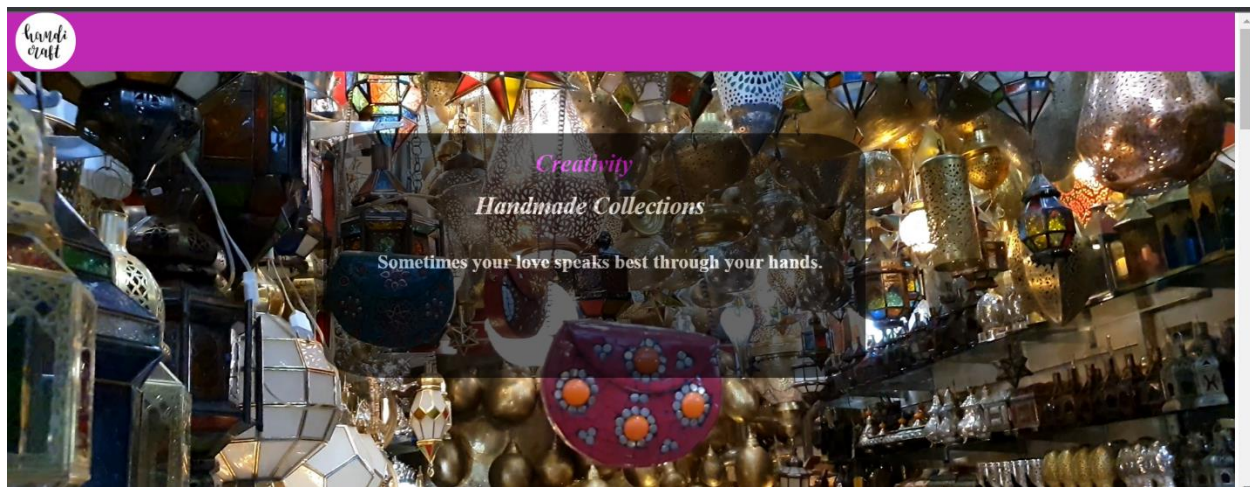 handi
craft
Creativity
Handmade Collections
Sometimes your love speaks best through your hands.